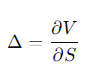 Δ = ∂V/∂S